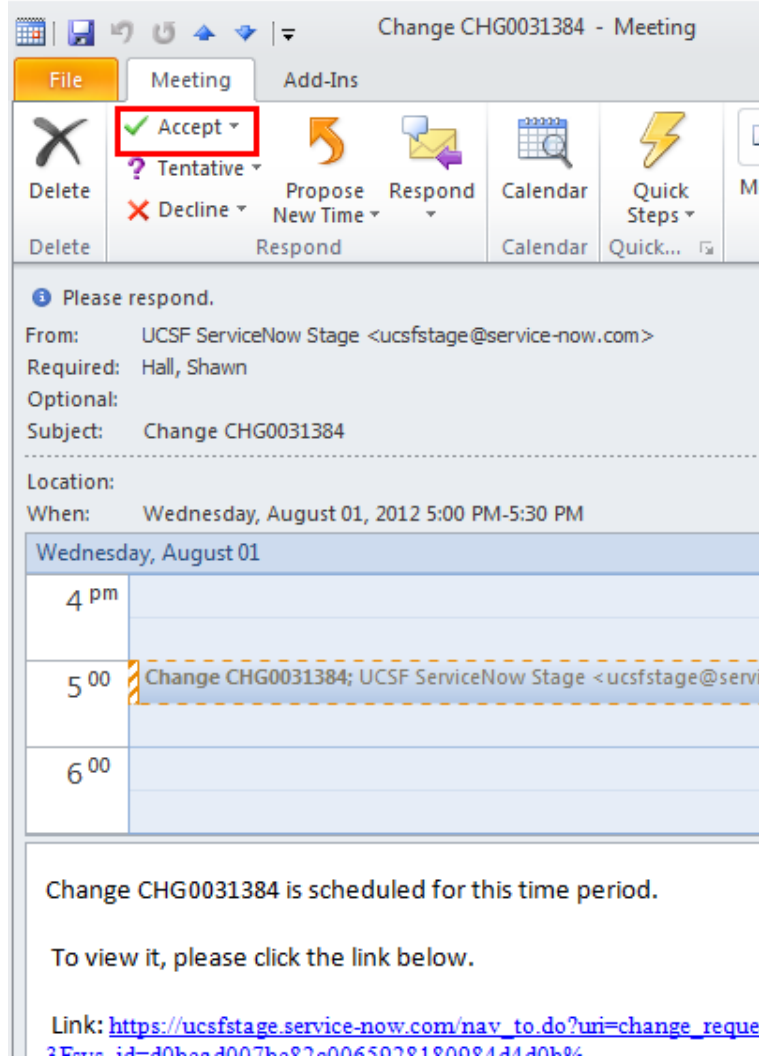 Change CHG0031384 - Meeting
File Meeting Add-Ins
Delete
Accept
Tentative
Decline
Propose New Time
Respond
Calendar
Quick Steps
Delete Respond Calendar Quick...
Please respond.
From: UCSF ServiceNow Stage <ucsfstage@service-now.com>
Required: Hall, Shawn
Optional:
Subject: Change CHG0031384
Location:
When: Wednesday, August 01, 2012 5:00 PM-5:30 PM
Wednesday, August 01
4 pm
5 00 Change CHG0031384; UCSF ServiceNow Stage <ucsfstage@servi
6 00
Change CHG0031384 is scheduled for this time period.
To view it, please click the link below.
Link: https://ucsfstage.service-now.com/nav_to.do?uri=change_reque